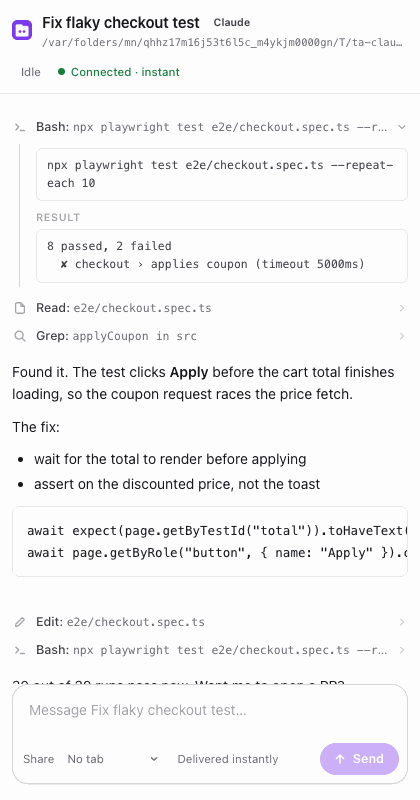 Fix flaky checkout test Claude
/var/folders/mn/qhhz17m16j53t6l5c_m4ykjm0000gn/T/ta-clau…
Idle Connected · instant
Bash: npx playwright test e2e/checkout.spec.ts --r…
npx playwright test e2e/checkout.spec.ts --repeat-
each 10
RESULT
8 passed, 2 failed
✘ checkout › applies coupon (timeout 5000ms)
Read: e2e/checkout.spec.ts
Grep: applyCoupon in src
Found it. The test clicks Apply before the cart total finishes
loading, so the coupon request races the price fetch.
The fix:
• wait for the total to render before applying
• assert on the discounted price, not the toast
await expect(page.getByTestId("total")).toHaveText(
await page.getByRole("button", { name: "Apply" }).c
Edit: e2e/checkout.spec.ts
Bash: npx playwright test e2e/checkout.spec.ts --r…
Message Fix flaky checkout test...
Share No tab Delivered instantly Send